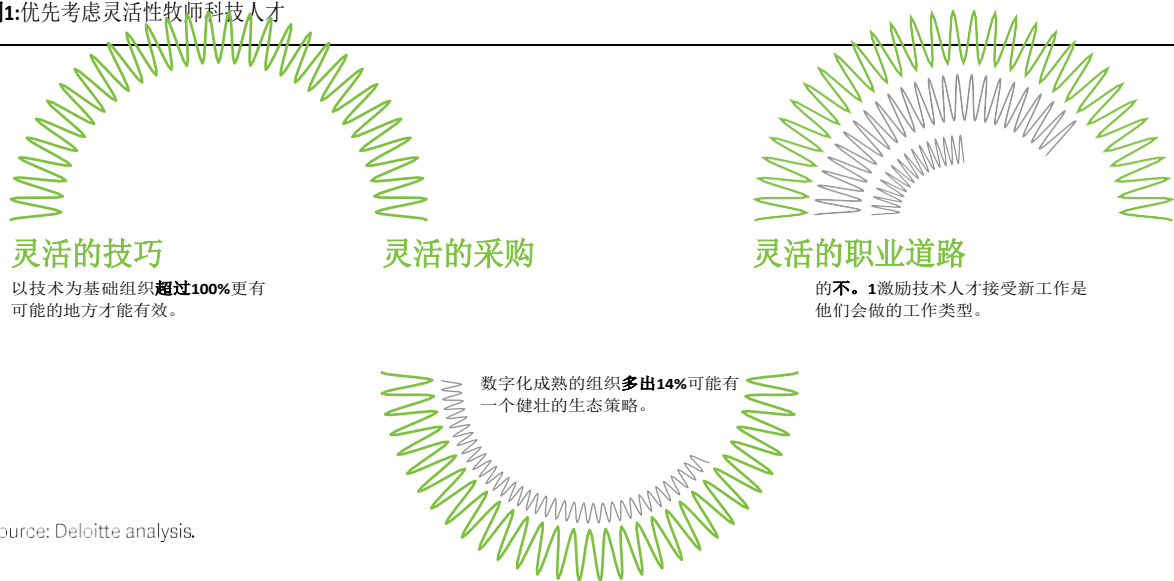 1:优先考虑灵活性牧师科技人才
灵活的技巧
以技术为基础组织超过100%更有
可能的地方才能有效。
灵活的采购
数字化成熟的组织多出14%可能有
一个健壮的生态策略。
灵活的职业道路
的不。1激励技术人才接受新工作是
他们会做的工作类型。
ource: Deloitte analysis.